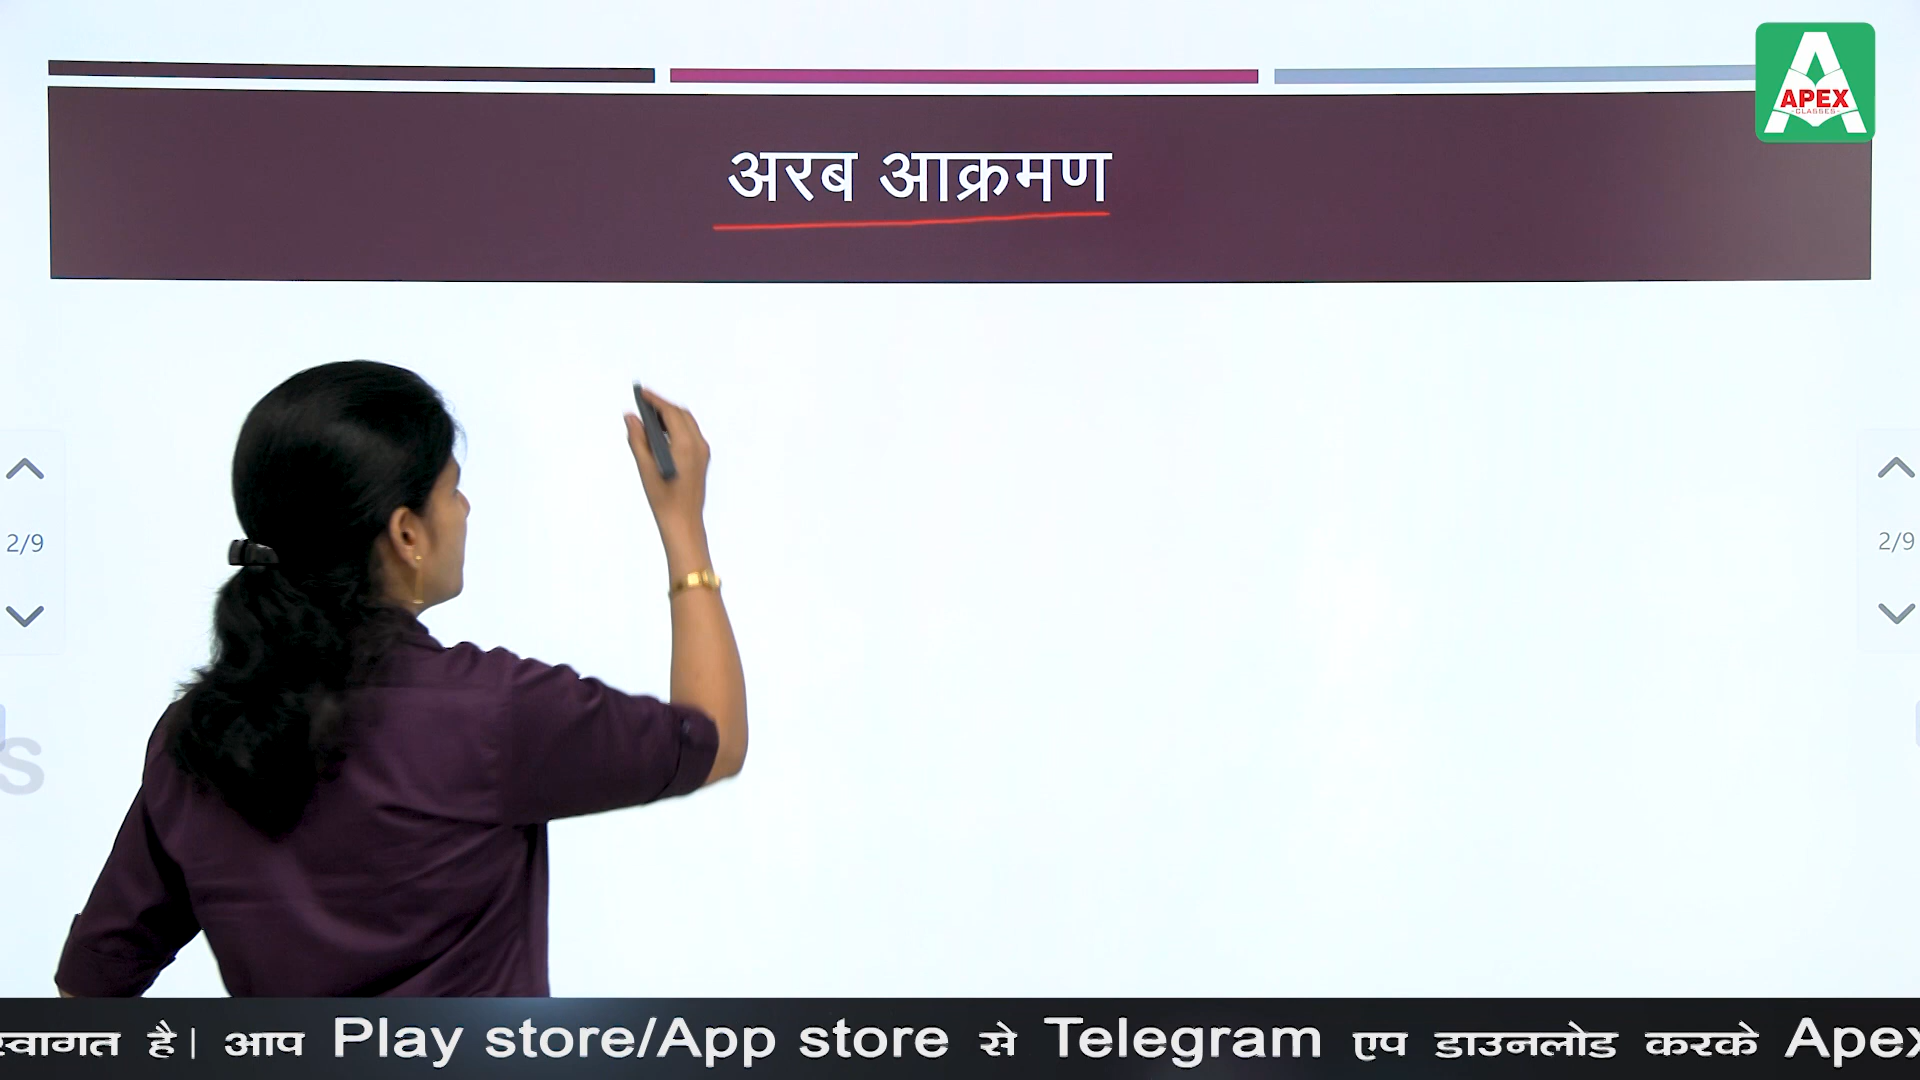 APEX
CLASSES
अरब आक्रमण
2/9
2/9
S
है। आप Play store/App store से Telegram एप डाउनलोड करके Apex